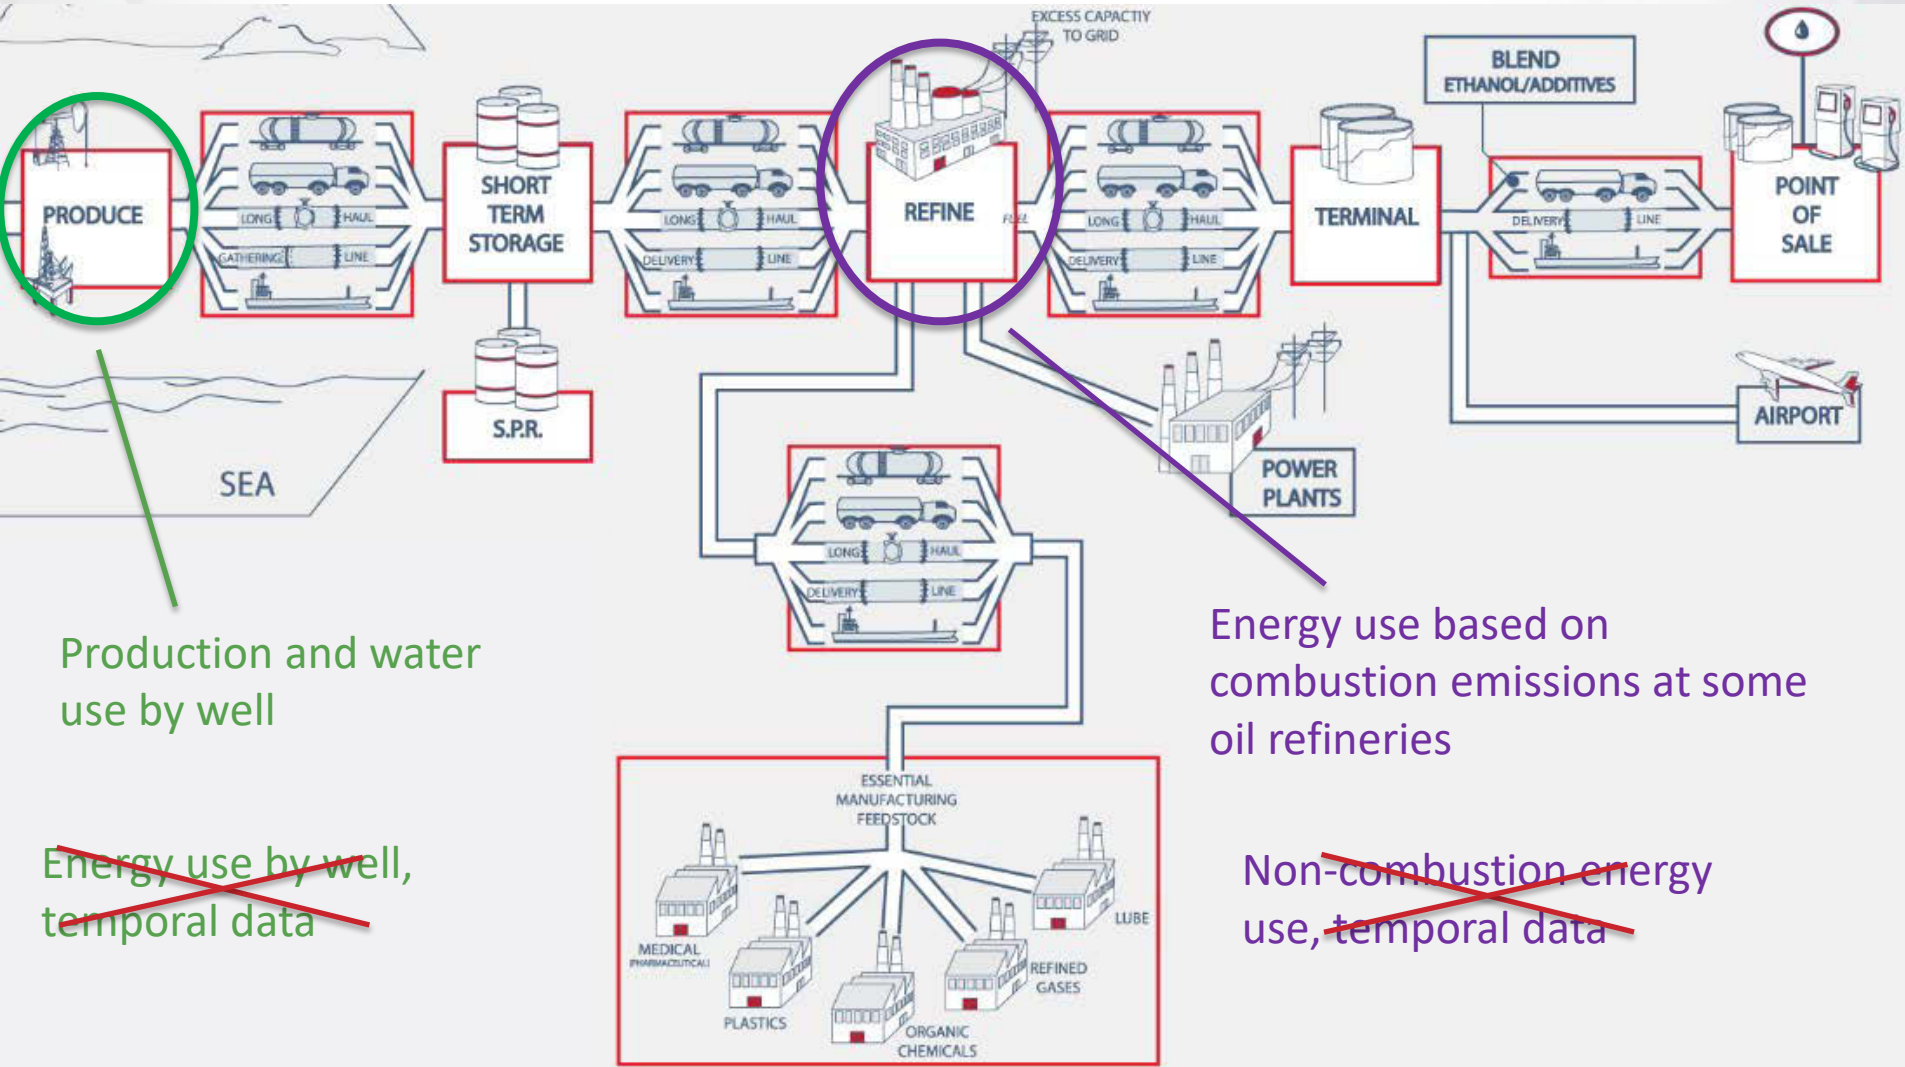 EXCESS CAPACTIY
TO GRID
BLEND
ETHANOL/ADDITIVES
PRODUCE
LONG HAUL
GATHERING LINE
SHORT
TERM
STORAGE
LONG HAUL
DELIVERY LINE
REFINE
FUEL
LONG HAUL
DELIVERY LINE
TERMINAL
DELIVERY LINE
POINT
OF
SALE
S.P.R.
SEA
AIRPORT
POWER
PLANTS
LONG HAUL
DELIVERY LINE
Production and water
use by well
Energy use by well,
temporal data
Energy use based on
combustion emissions at some
oil refineries
Non-combustion energy
use, temporal data
ESSENTIAL
MANUFACTURING
FEEDSTOCK
MEDICAL
(PHARMACEUTICAL)
PLASTICS
ORGANIC
CHEMICALS
REFINED
GASES
LUBE